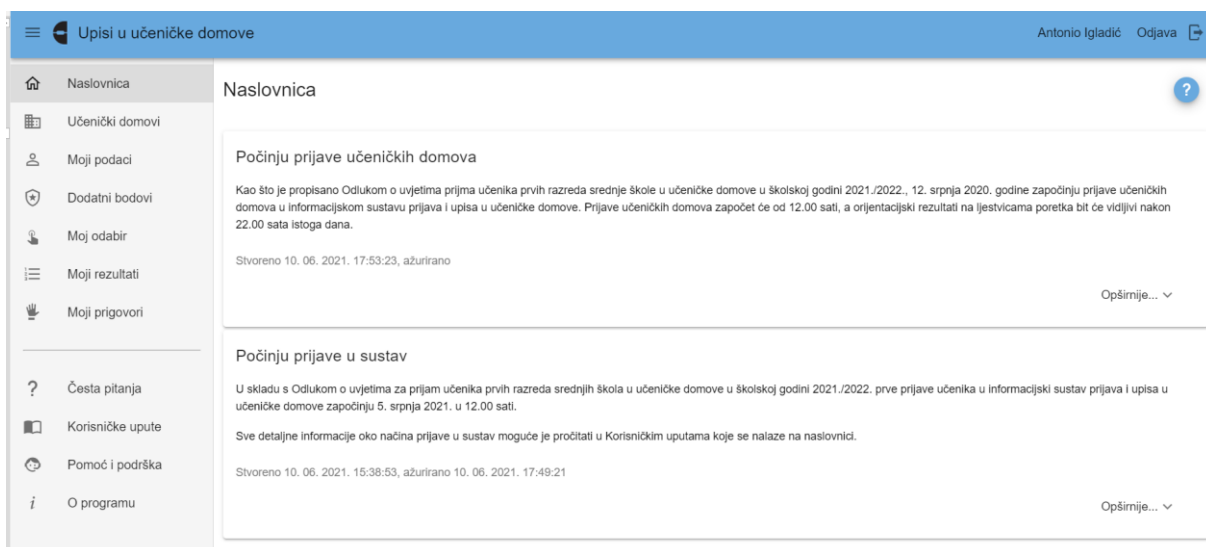 Upisi u učeničke domove
Antonio Igladić Odjava
Naslovnica
Učenički domovi
Moji podaci
Dodatni bodovi
Moj odabir
Moji rezultati
Moji prigovori
Česta pitanja
Korisničke upute
Pomoć i podrška
O programu
Naslovnica
?
Počinju prijave učeničkih domova
Kao što je propisano Odlukom o uvjetima prijma učenika prvih razreda srednje škole u učeničke domove u školskoj godini 2021./2022., 12. srpnja 2020. godine započinju prijave učeničkih
domova u informacijskom sustavu prijava i upisa u učeničke domove. Prijave učeničkih domova započet će od 12.00 sati, a orijentacijski rezultati na ljestvicama poretka bit će vidljivi nakon
22.00 sata istoga dana.
Stvoreno 10. 06. 2021. 17:53:23, ažurirano
Opširnije...
Počinju prijave u sustav
U skladu s Odlukom o uvjetima za prijam učenika prvih razreda srednjih škola u učeničke domove u školskoj godini 2021./2022. prve prijave učenika u informacijski sustav prijava i upisa u
učeničke domove započinju 5. srpnja 2021. u 12.00 sati.
Sve detaljne informacije oko načina prijave u sustav moguće je pročitati u Korisničkim uputama koje se nalaze na naslovnici.
Stvoreno 10. 06. 2021. 15:38:53, ažurirano 10. 06. 2021. 17:49:21
Opširnije...